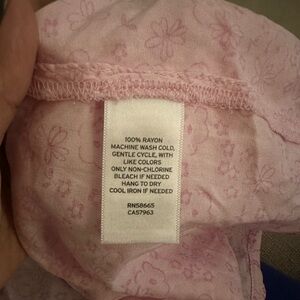 100% RAYON
MACHINE WASH COLD,
GENTLE CYCLE, WITH
LIKE COLORS
ONLY NON-CHLORINE
BLEACH IF NEEDED
HANG TO DRY
COOL IRON IF NEEDED
RN58665
CA57963